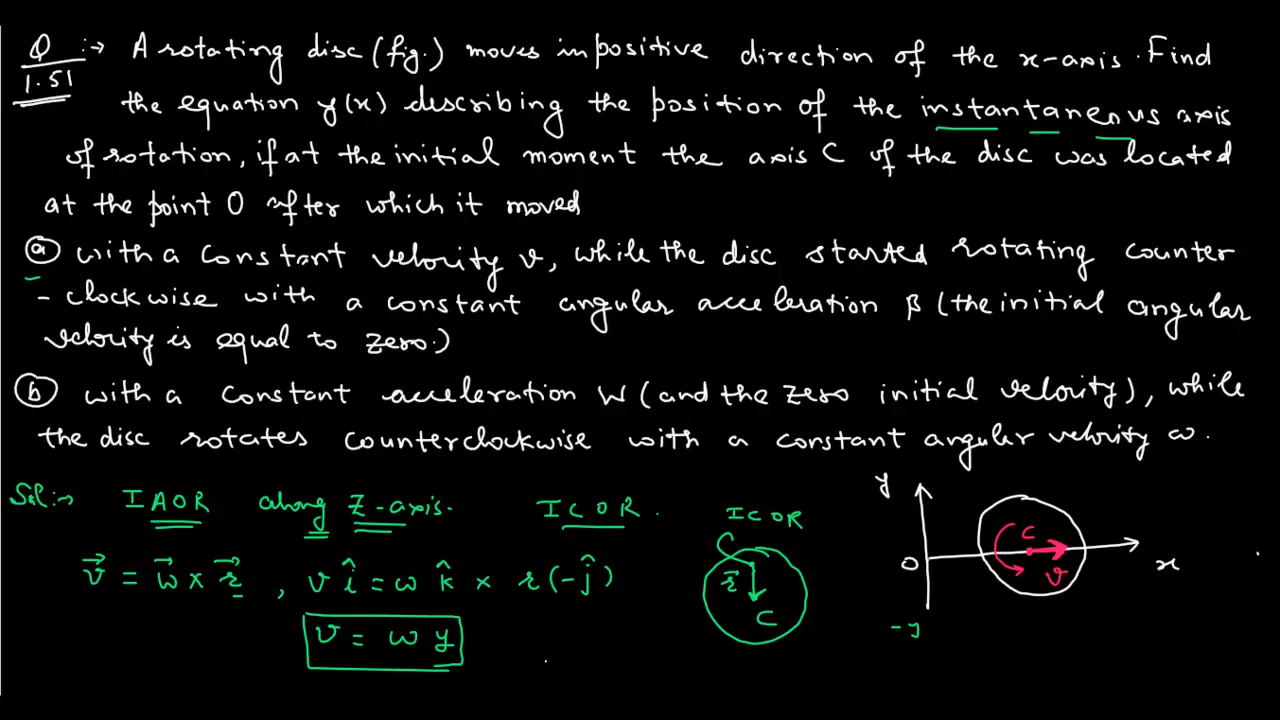 Q 1.51 :→ A rotating disc (fig.) moves in positive direction of the x-axis. Find
the equation y(x) describing the position of the instantaneous axis
of rotation, if at the initial moment the axis C of the disc was located
at the point O after which it moved
(a) with a constant velocity v, while the disc started rotating counter
- clockwise with a constant angular acceleration β (the initial angular
velocity is equal to zero.)
(b) with a constant acceleration W (and the zero initial velocity), while
the disc rotates counterclockwise with a constant angular velocity ω.
Sol :→ IAOR along Z-axis. ICOR.
v⃗ = ω⃗ × r⃗ , v î = ω k̂ × r(-ĵ)
v = ω y
ICOR
r⃗
C
y
C
v
O
x
-y